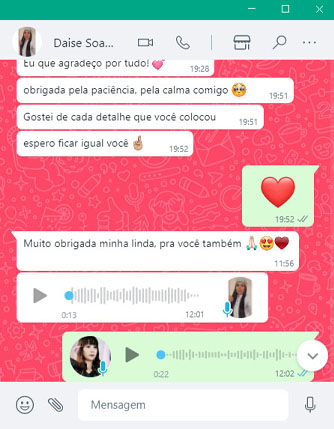 Daise Soa...
Eu que agradeço por tudo! 💕
19:28
obrigada pela paciência, pela calma comigo 🥺
19:51
Gostei de cada detalhe que você colocou
19:51
espero ficar igual você ✌🏼
19:52
❤️
19:52
Muito obrigada minha linda, pra você também 🙏🏻😍♥️
11:56
0:13 12:01
0:22 12:02
Mensagem